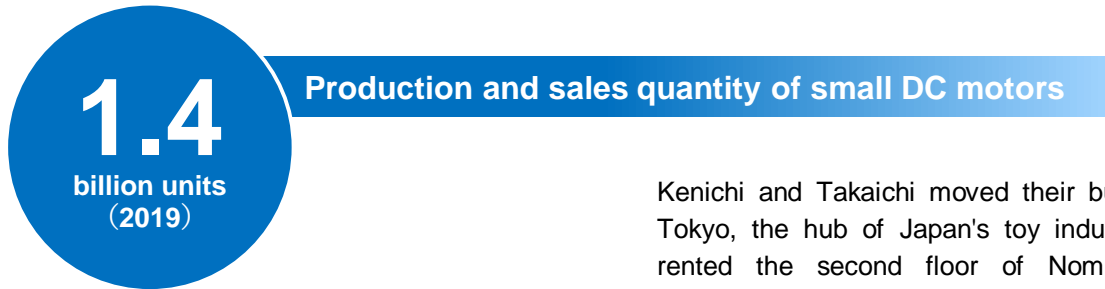 1.4
billion units
（2019）
Production and sales quantity of small DC motors
Kenichi and Takaichi moved their
Tokyo, the hub of Japan's toy
rented the second floor of